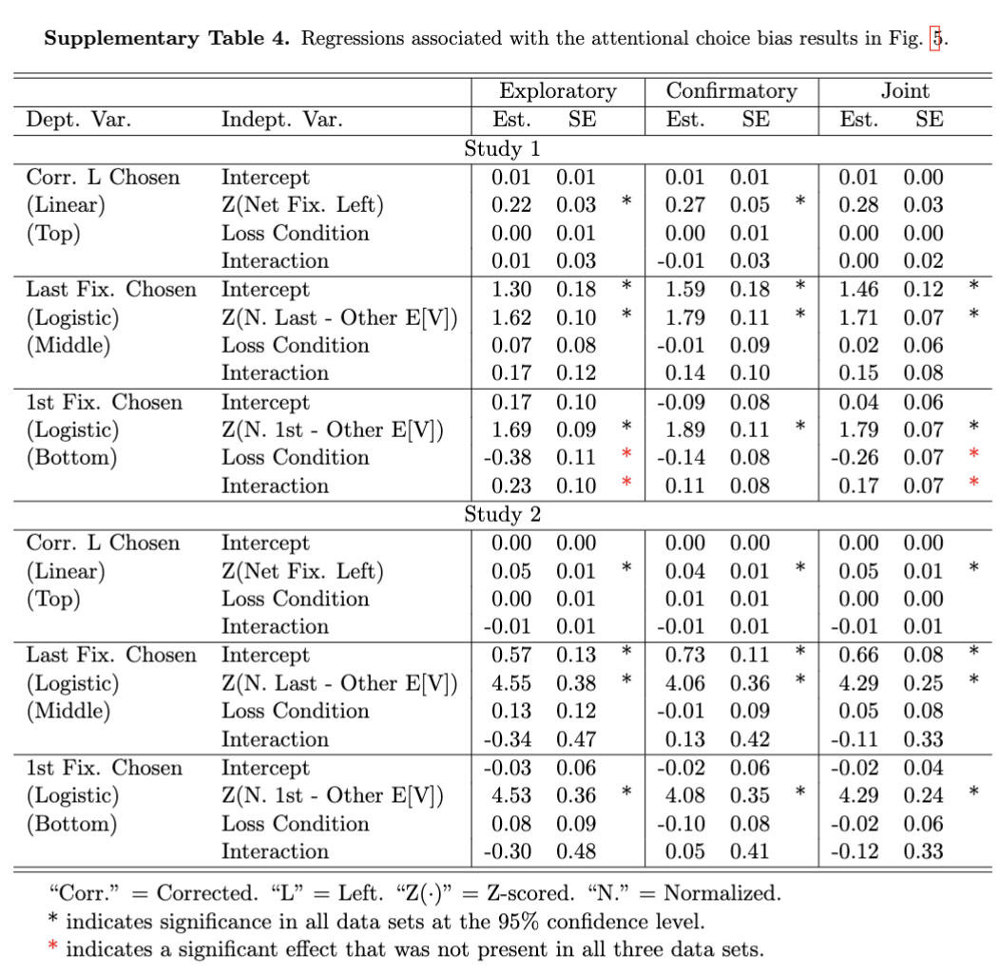 Supplementary Table 4. Regressions associated with the attentional choice bias results in Fig. 5.
Exploratory Confirmatory Joint
Dept. Var. Indept. Var. Est. SE Est. SE Est. SE
Study 1
Corr. L Chosen Intercept 0.01 0.01 0.01 0.01 0.01 0.00
(Linear) Z(Net Fix. Left) 0.22 0.03 * 0.27 0.05 * 0.28 0.03
(Top) Loss Condition 0.00 0.01 0.00 0.01 0.00 0.00
Interaction 0.01 0.03 -0.01 0.03 0.00 0.02
Last Fix. Chosen Intercept 1.30 0.18 * 1.59 0.18 * 1.46 0.12 *
(Logistic) Z(N. Last - Other E[V]) 1.62 0.10 * 1.79 0.11 * 1.71 0.07 *
(Middle) Loss Condition 0.07 0.08 -0.01 0.09 0.02 0.06
Interaction 0.17 0.12 0.14 0.10 0.15 0.08
1st Fix. Chosen Intercept 0.17 0.10 -0.09 0.08 0.04 0.06
(Logistic) Z(N. 1st - Other E[V]) 1.69 0.09 * 1.89 0.11 * 1.79 0.07 *
(Bottom) Loss Condition -0.38 0.11 * -0.14 0.08 -0.26 0.07 *
Interaction 0.23 0.10 * 0.11 0.08 0.17 0.07 *
Study 2
Corr. L Chosen Intercept 0.00 0.00 0.00 0.00 0.00 0.00
(Linear) Z(Net Fix. Left) 0.05 0.01 * 0.04 0.01 * 0.05 0.01 *
(Top) Loss Condition 0.00 0.01 0.01 0.01 0.00 0.00
Interaction -0.01 0.01 -0.01 0.01 -0.01 0.01
Last Fix. Chosen Intercept 0.57 0.13 * 0.73 0.11 * 0.66 0.08 *
(Logistic) Z(N. Last - Other E[V]) 4.55 0.38 * 4.06 0.36 * 4.29 0.25 *
(Middle) Loss Condition 0.13 0.12 -0.01 0.09 0.05 0.08
Interaction -0.34 0.47 0.13 0.42 -0.11 0.33
1st Fix. Chosen Intercept -0.03 0.06 -0.02 0.06 -0.02 0.04
(Logistic) Z(N. 1st - Other E[V]) 4.53 0.36 * 4.08 0.35 * 4.29 0.24 *
(Bottom) Loss Condition 0.08 0.09 -0.10 0.08 -0.02 0.06
Interaction -0.30 0.48 0.05 0.41 -0.12 0.33
“Corr.” = Corrected. “L” = Left. “Z(·)” = Z-scored. “N.” = Normalized.
* indicates significance in all data sets at the 95% confidence level.
* indicates a significant effect that was not present in all three data sets.